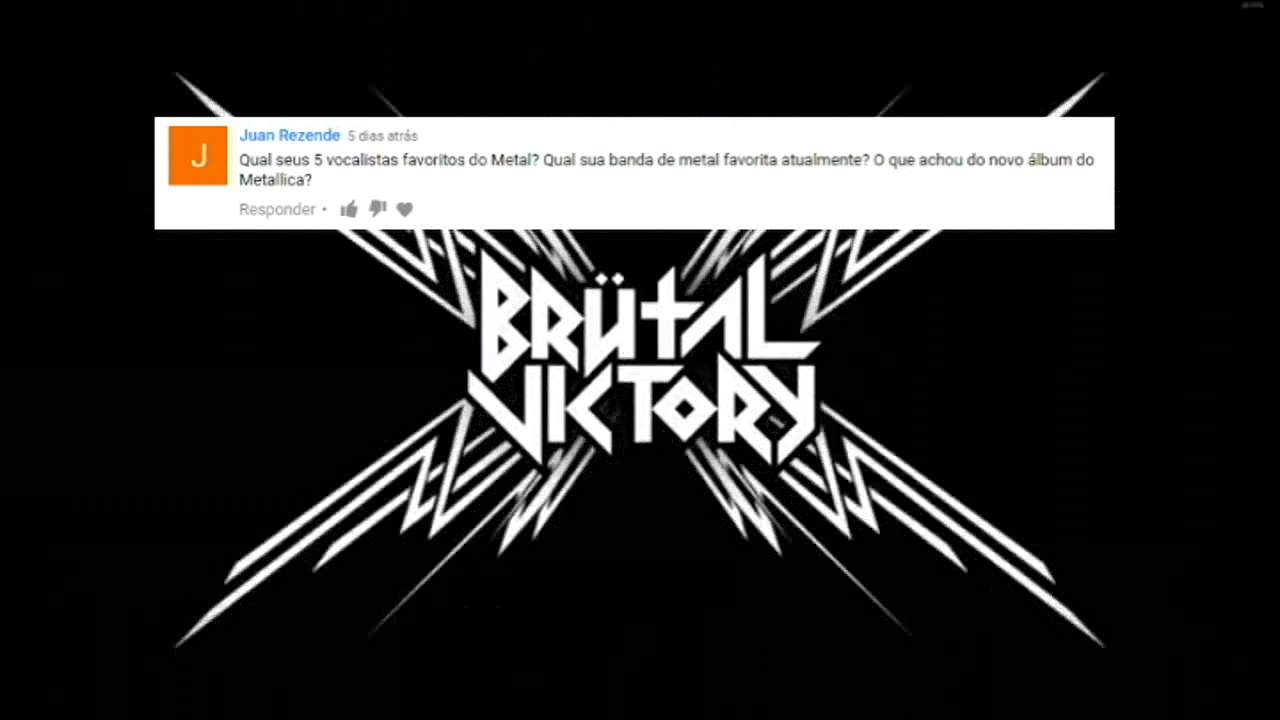 J
Juan Rezende 5 dias atrás
Qual seus 5 vocalistas favoritos do Metal? Qual sua banda de metal favorita atualmente? O que achou do novo álbum do
Metallica?
Responder •
BRüTAL
VICTORY